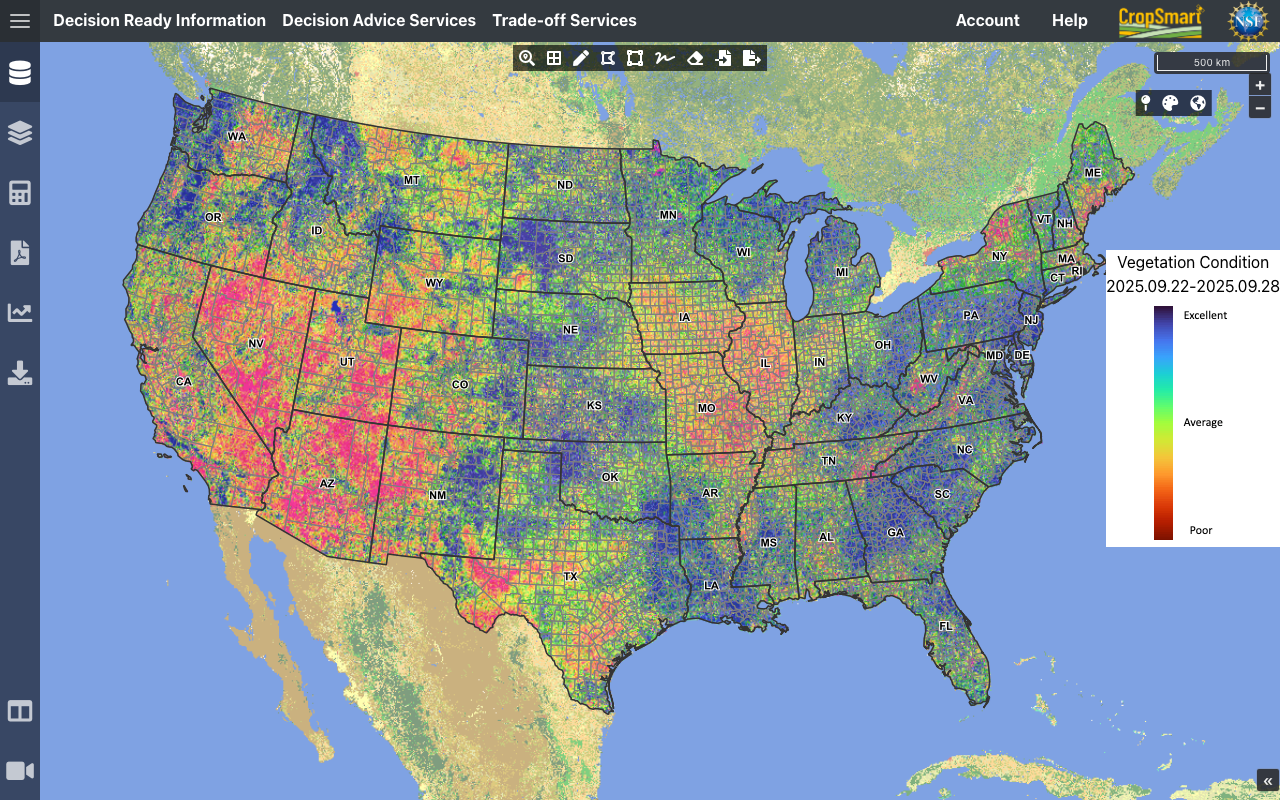 Decision Ready Information Decision Advice Services Trade-off Services Account Help CropSmart NSF
500 km
+
−
WA
MT
ND
MN
ME
OR
ID
SD
WI
VT
NH
WY
MI
NY
MA
CT
RI
Vegetation Condition
2025.09.22-2025.09.28
Excellent
Average
Poor
NE
IA
PA
NJ
NV
UT
CO
IL
IN
OH
MD
DE
CA
KS
MO
WV
VA
KY
AZ
NM
OK
TN
NC
AR
SC
MS
AL
GA
TX
LA
FL
«